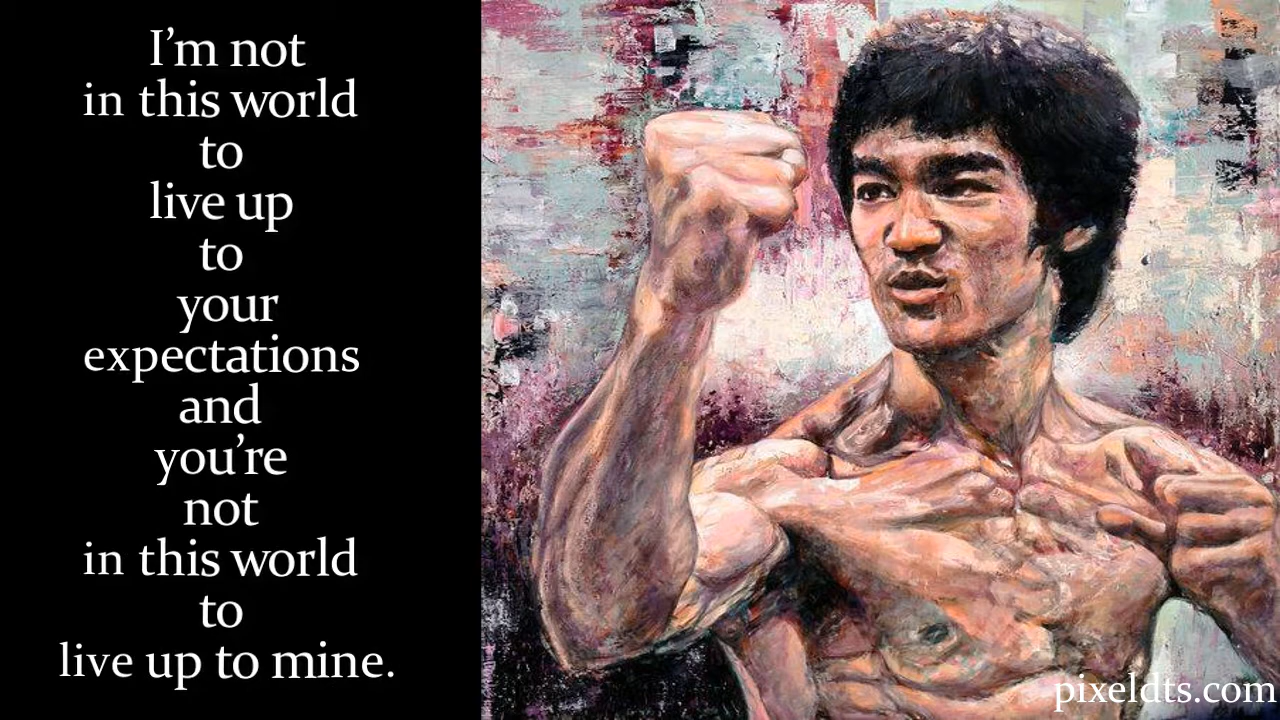 I’m not
in this world
to
live up
to
your
expectations
and
you’re
not
in this world
to
live up to mine.
pixeldts.com